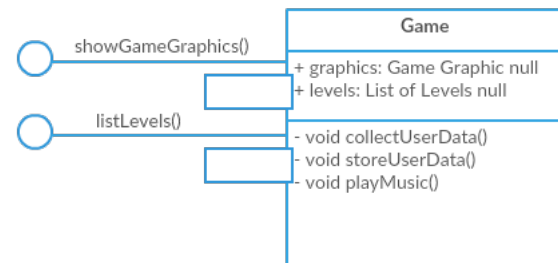 Game
showGameGraphics()
+ graphics: Game Graphic null
+ levels: List of Levels null
listLevels()
- void collectUserData()
- void storeUserData()
- void playMusic()